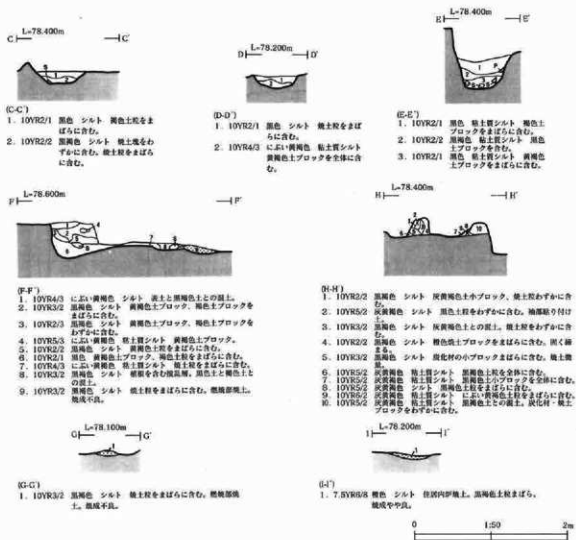 L=78.400m
C C'
(C-C')
1. 10YR2/1 黒色 シルト 褐色土粒をま
ばらに含む。
2. 10YR2/2 黒褐色 シルト 焼土塊をわ
ずかに含む。焼土粒をまばら
に含む。
L=78.200m
D D'
(D-D')
1. 10YR2/1 黒色 シルト 焼土粒をまば
らに含む。
2. 10YR4/3 にぶい黄褐色 粘土質シルト
黄褐色土ブロックを全体に含
む。
L=78.400m
E E'
(E-E')
1. 10YR2/1 黒色 粘土質シルト 褐色土
ブロックをまばらに含む。
2. 10YR2/2 黒褐色 粘土質シルト 黒色
土ブロックを含む。
3. 10YR2/1 黒色 粘土質シルト 黄褐色
土ブロックをまばらに含む。
L=78.600m
F F'
(F-F')
1. 10YR4/3 にぶい黄褐色 シルト 表土と黒褐色土との混土。
2. 10YR3/2 黒褐色 シルト 黄褐色土ブロック、褐色土ブロックを
まばらに含む。
3. 10YR2/3 黒褐色 シルト 黄褐色土ブロック、褐色土ブロックを
わずかに含む。
4. 10YR5/3 にぶい黄褐色 粘土質シルト 黄褐色土ブロック。
5. 10YR2/2 黒褐色 シルト 黄褐色土粒をまばらに含む。
6. 10YR2/1 黒色 黄褐色土ブロック、褐色土粒をまばらに含む。
7. 10YR4/3 にぶい黄褐色 粘土質シルト 焼土粒をまばらに含む。
8. 10YR3/2 黒褐色 シルト 黒色土と褐色土と
の混土。
9. 10YR3/2 黒褐色 シルト 焼土粒をまばらに含む。燃焼部焼土。
焼成不良。
L=78.400m
H H'
(H-H')
1. 10YR2/2 黒褐色 シルト 灰黄褐色土小ブロック、焼土粒わずかに含
む。
2. 10YR5/2 灰黄褐色 シルト 黒色土粒をわずかに含む。袖部貼り付け
土。
3. 10YR3/2 黒褐色 シルト 灰黄褐色土との混土。焼土粒をわずかに含
む。
4. 10YR2/2 黒褐色 シルト 橙色焼土ブロックをまばらに含む。固く締
まる。
5. 10YR3/2 黒褐色 シルト 炭化材の小ブロックまばらに含む。焼土微
量。
6. 10YR5/2 灰黄褐色 粘土質シルト 黒褐色土粒を全体に含む。
7. 10YR5/2 灰黄褐色 粘土質シルト 黒褐色土小ブロックを全体に含む。
8. 10YR5/2 灰黄褐色 シルト 黒褐色土粒をまばらに含む。
9. 10YR6/2 灰黄褐色 粘土質シルト にぶい黄褐色土粒をまばらに含む。
10. 10YR5/2 灰黄褐色 粘土質シルト 黒褐色土との混土。炭化材・焼土
ブロックをわずかに含む。
L=78.100m
G G'
(G-G')
1. 10YR3/2 黒褐色 シルト 焼土粒をまばらに含む。燃焼部焼
土。焼成不良。
L=78.200m
I I'
(I-I')
1. 7.5YR6/8 橙色 シルト 住居内炉焼土。黒褐色土粒まばら。
焼成やや良。
0 1:50 2m